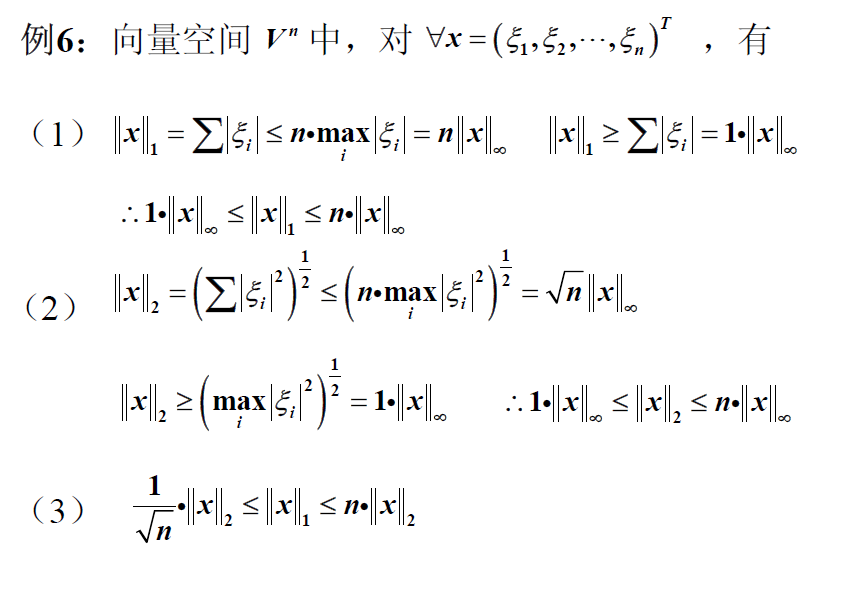 例6：向量空间 Vⁿ 中，对 ∀x = (ξ₁,ξ₂,⋯,ξₙ)ᵀ ，有
（1） ‖x‖₁ = ∑|ξᵢ| ≤ n•max_i|ξᵢ| = n‖x‖∞ ‖x‖₁ ≥ ∑|ξᵢ| = 1•‖x‖∞
∴1•‖x‖∞ ≤ ‖x‖₁ ≤ n•‖x‖∞
（2） ‖x‖₂ = (∑|ξᵢ|²)^{1/2} ≤ (n•max_i|ξᵢ|²)^{1/2} = √n‖x‖∞
‖x‖₂ ≥ (max_i|ξᵢ|²)^{1/2} = 1•‖x‖∞ ∴1•‖x‖∞ ≤ ‖x‖₂ ≤ n•‖x‖∞
（3） 1/√n •‖x‖₂ ≤ ‖x‖₁ ≤ n•‖x‖₂